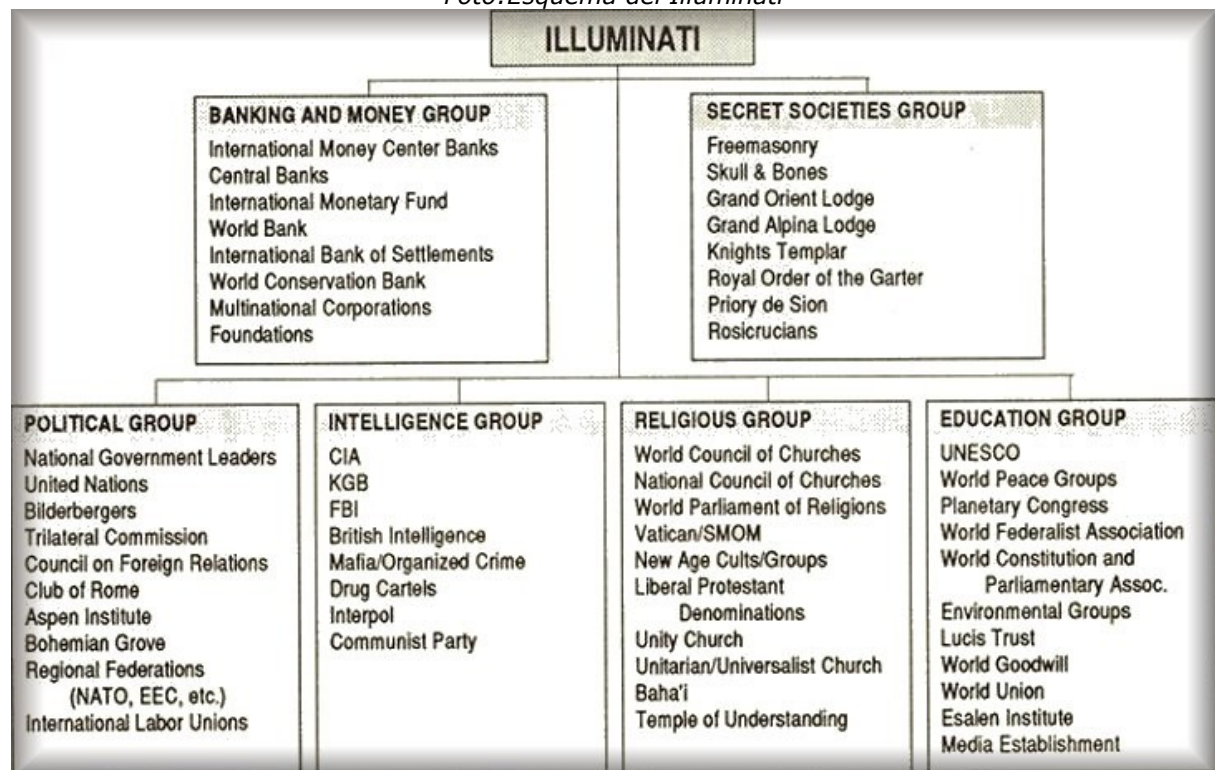 Foto:Esquema del Illuminati
ILLUMINATI
BANKING AND MONEY GROUP
International Money Center Banks
Central Banks
International Monetary Fund
World Bank
International Bank of Settlements
World Conservation Bank
Multinational Corporations
Foundations
SECRET SOCIETIES GROUP
Freemasonry
Skull & Bones
Grand Orient Lodge
Grand Alpina Lodge
Knights Templar
Royal Order of the Garter
Priory de Sion
Rosicrucians
POLITICAL GROUP
National Government Leaders
United Nations
Bilderbergers
Trilateral Commission
Council on Foreign Relations
Club of Rome
Aspen Institute
Bohemian Grove
Regional Federations
(NATO, EEC, etc.)
International Labor Unions
INTELLIGENCE GROUP
CIA
KGB
FBI
British Intelligence
Mafia/Organized Crime
Drug Cartels
Interpol
Communist Party
RELIGIOUS GROUP
World Council of Churches
National Council of Churches
World Parliament of Religions
Vatican/SMOM
New Age Cults/Groups
Liberal Protestant
Denominations
Unity Church
Unitarian/Universalist Church
Baha'i
Temple of Understanding
EDUCATION GROUP
UNESCO
World Peace Groups
Planetary Congress
World Federalist Association
World Constitution and
Parliamentary Assoc.
Environmental Groups
Lucis Trust
World Goodwill
World Union
Esalen Institute
Media Establishment